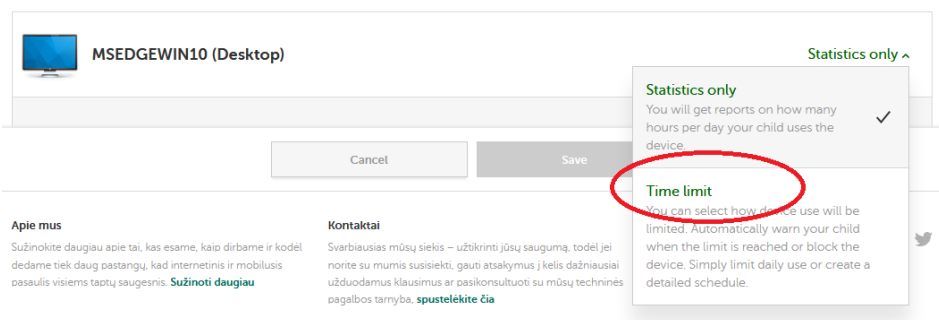 MSEDGEWIN10 (Desktop)
Statistics only
Statistics only
You will get reports on how many
hours per day your child uses the
device.
Cancel
Save
Time limit
You can select how device use will be
limited. Automatically warn your child
when the limit is reached or block the
device. Simply limit daily use or create a
detailed schedule.
Apie mus
Sužinokite daugiau apie tai, kas esame, kaip dirbame ir kodėl
dedame tiek daug pastangų, kad internetinis ir mobilusis
pasaulis visiems taptų saugesnis. Sužinoti daugiau
Kontaktai
Svarbiausias mūsų siekis – užtikrinti jūsų saugumą, todėl jei
norite su mumis susisiekti, gauti atsakymus į kelis dažniausiai
užduodamus klausimus ar pasikonsultuoti su mūsų techninės
pagalbos tarnyba, spustelėkite čia